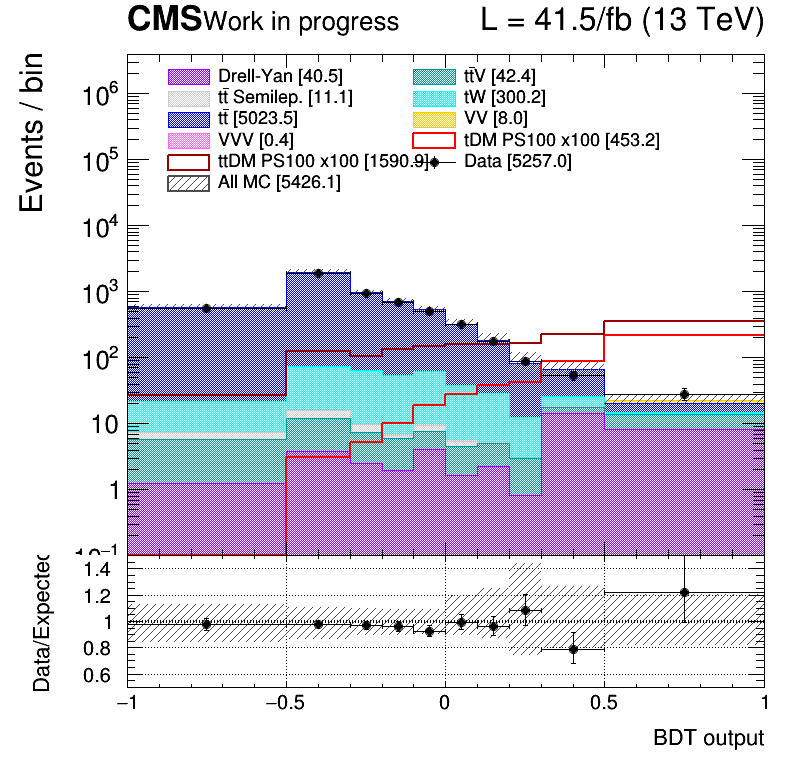 CMS Work in progress L = 41.5/fb (13 TeV)
Events / bin
Drell-Yan [40.5] tt̄V [42.4]
tt̄ Semilep. [11.1] tW [300.2]
tt̄ [5023.5] VV [8.0]
VVV [0.4] tDM PS100 x100 [453.2]
ttDM PS100 x100 [1590.9] Data [5257.0]
All MC [5426.1]
10⁶
10⁵
10⁴
10³
10²
10
1
10⁻¹
Data/Expected
1.4
1.2
1
0.8
0.6
−1 −0.5 0 0.5 1
BDT output